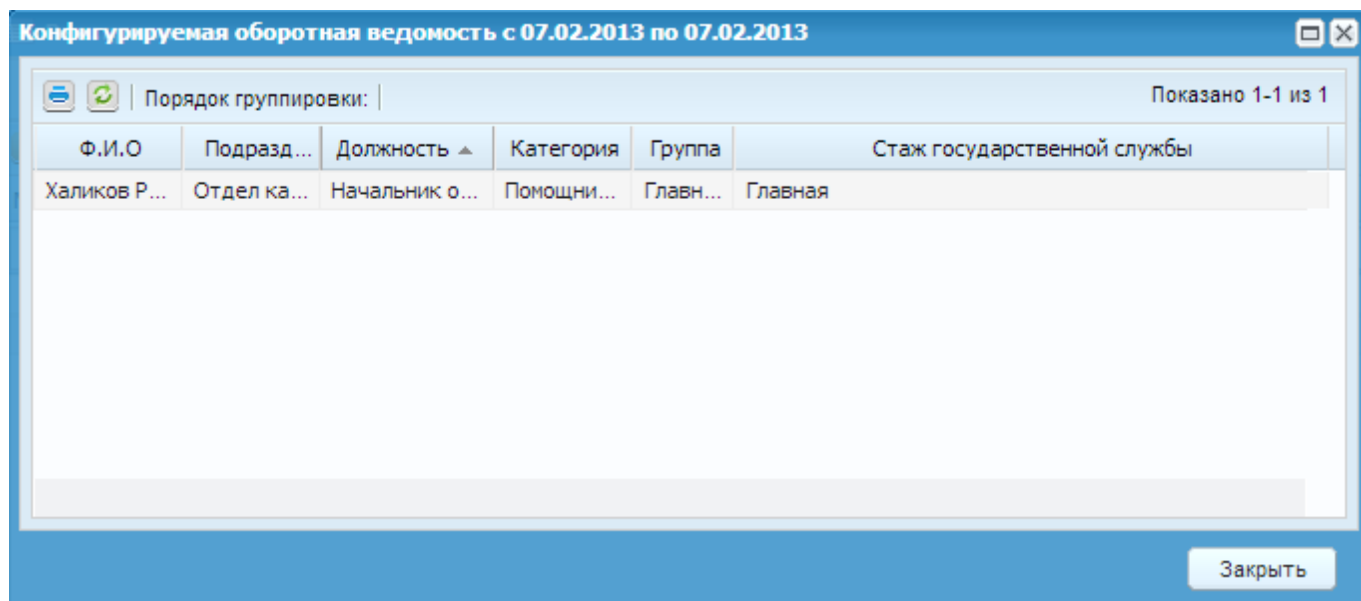 Конфигурируемая оборотная ведомость с 07.02.2013 по 07.02.2013
Порядок группировки: Показано 1-1 из 1
Ф.И.О Подразд... Должность Категория Группа Стаж государственной службы
Халиков Р... Отдел ка... Начальник о... Помощни... Главн... Главная
Закрыть